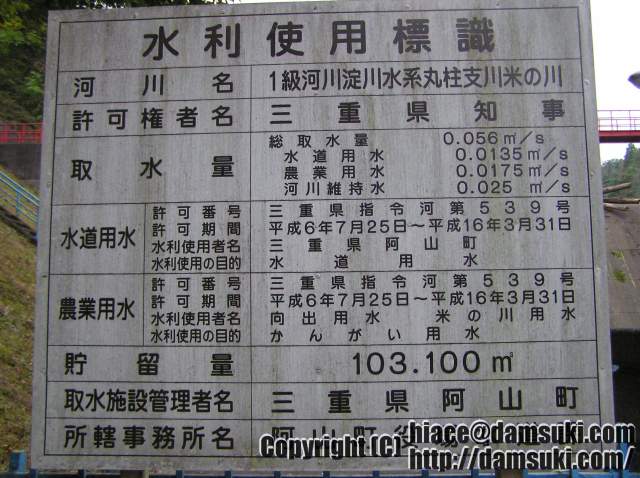 水利使用標識
河川名 1級河川淀川水系丸柱支川米の川
許可権者名 三重県知事
取水量 総取水量 0.056㎥/s
水道用水 0.0135㎥/s
農業用水 0.0175㎥/s
河川維持水 0.025㎥/s
水道用水 許可番号 三重県指令河第539号
許可期間 平成6年7月25日〜平成16年3月31日
水利使用者名 三重県阿山町
水利使用の目的 水道用水
農業用水 許可番号 三重県指令河第539号
許可期間 平成6年7月25日〜平成16年3月31日
水利使用者名 向出用水 米の川用水
水利使用の目的 かんがい用水
貯留量 103.100㎥
取水施設管理者名 三重県阿山町
所轄事務所名 阿山町
Copyright (C) hiace@damsuki.com
http://damsuki.com/